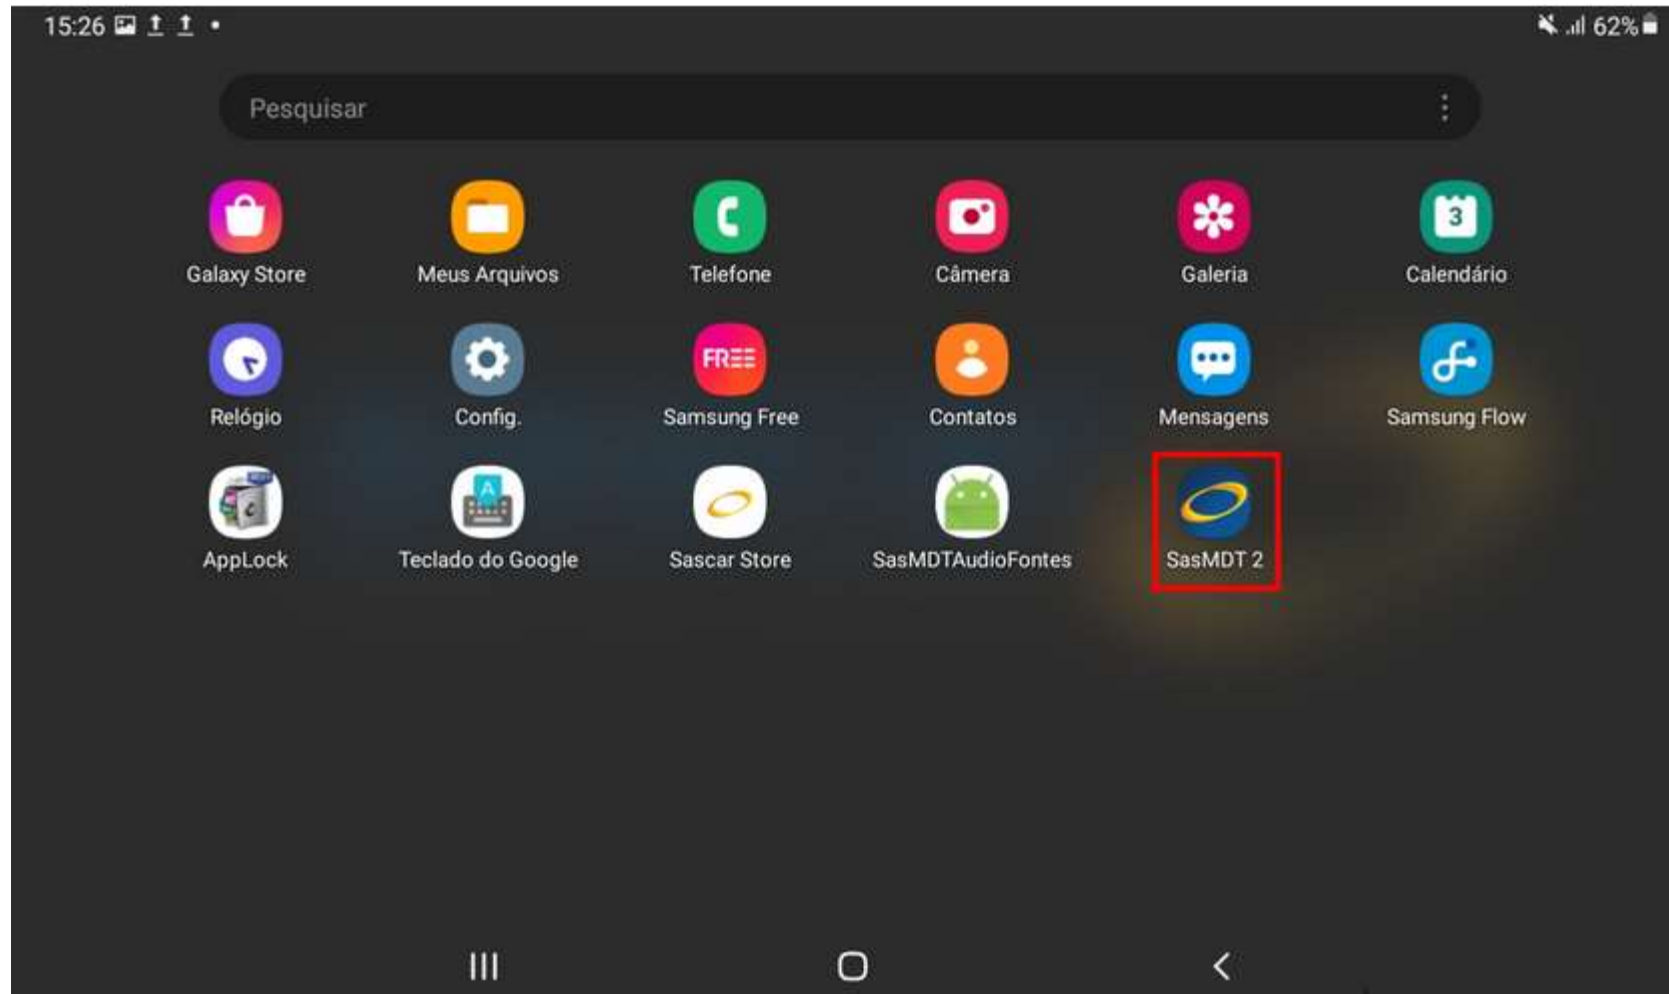 15:26
62%
Pesquisar
3
Galaxy Store
Meus Arquivos
Telefone
Câmera
Galeria
Calendário
FREE
Relógio
Config.
Samsung Free
Contatos
Mensagens
Samsung Flow
A
AppLock
Teclado do Google
Sascar Store
SasMDTAudioFontes
SasMDT 2